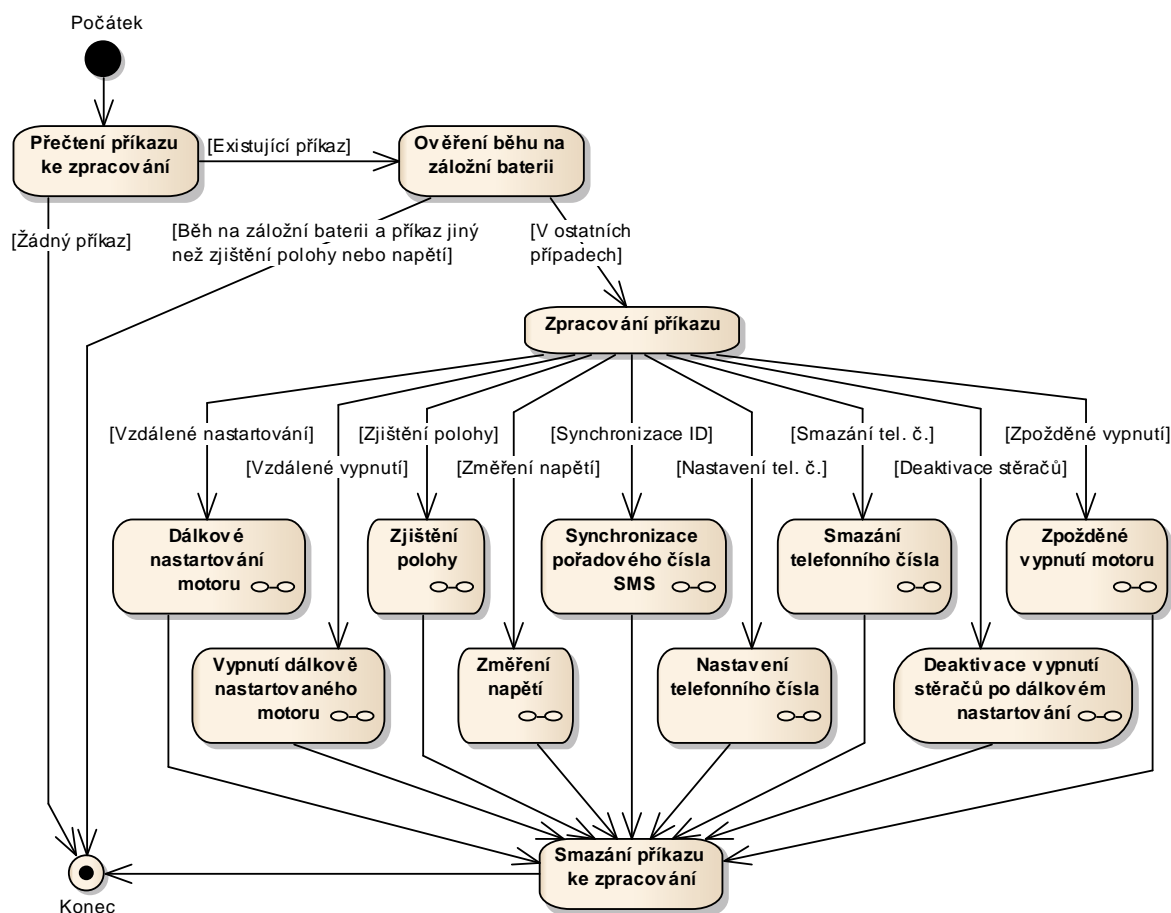 Počátek
Přečtení příkazu
ke zpracování
[Existující příkaz]
Ověření běhu na
záložní baterii
[Žádný příkaz]
[Běh na záložní baterii a příkaz jiný
než zjištění polohy nebo napětí]
[V ostatních
případech]
Zpracování příkazu
[Vzdálené nastartování]
[Zjištění polohy]
[Synchronizace ID]
[Smazání tel. č.]
[Zpožděné vypnutí]
[Vzdálené vypnutí]
[Změření napětí]
[Nastavení tel. č.]
[Deaktivace stěračů]
Dálkové
nastartování
motoru
Zjištění
polohy
Synchronizace
pořadového čísla
SMS
Smazání
telefonního čísla
Zpožděné
vypnutí motoru
Vypnutí dálkově
nastartovaného
motoru
Změření
napětí
Nastavení
telefonního čísla
Deaktivace vypnutí
stěračů po dálkovém
nastartování
Smazání příkazu
ke zpracování
Konec